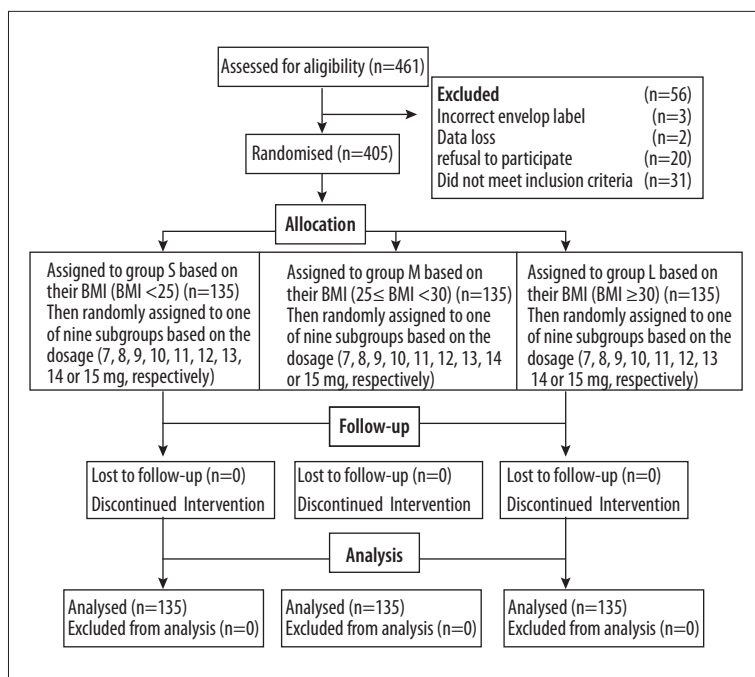 Assessed for aligibility (n=461)
Excluded (n=56)
Incorrect envelop label (n=3)
Data loss (n=2)
refusal to participate (n=20)
Did not meet inclusion criteria (n=31)
Randomised (n=405)
Allocation
Assigned to group S based on
their BMI (BMI <25) (n=135)
Then randomly assigned to one
of nine subgroups based on the
dosage (7, 8, 9, 10, 11, 12, 13,
14 or 15 mg, respectively)
Assigned to group M based on
their BMI (25≤ BMI <30) (n=135)
Then randomly assigned to one
of nine subgroups based on the
dosage (7, 8, 9, 10, 11, 12, 13, 14
or 15 mg, respectively)
Assigned to group L based on
their BMI (BMI ≥30) (n=135)
Then randomly assigned to one
of nine subgroups based on the
dosage (7, 8, 9, 10, 11, 12, 13
14 or 15 mg, respectively)
Follow-up
Lost to follow-up (n=0)
Discontinued Intervention
Lost to follow-up (n=0)
Discontinued Intervention
Lost to follow-up (n=0)
Discontinued Intervention
Analysis
Analysed (n=135)
Excluded from analysis (n=0)
Analysed (n=135)
Excluded from analysis (n=0)
Analysed (n=135)
Excluded from analysis (n=0)